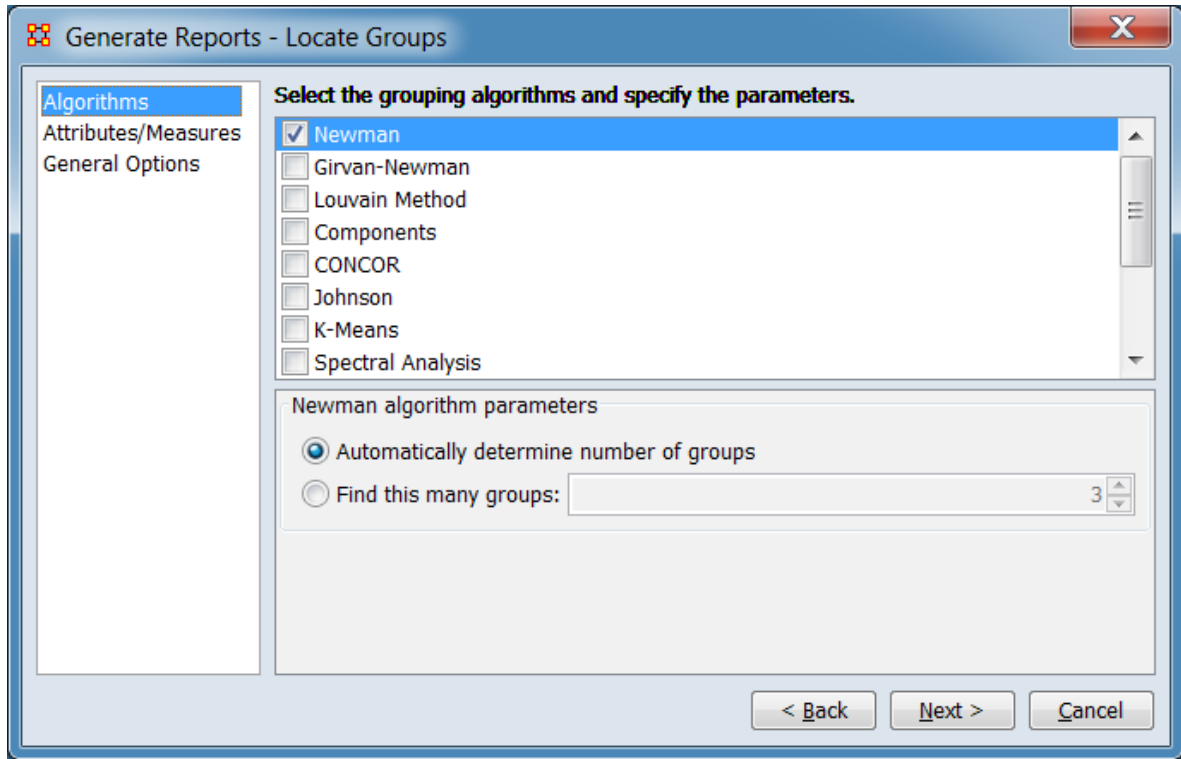 Generate Reports - Locate Groups
Algorithms
Attributes/Measures
General Options
Select the grouping algorithms and specify the parameters.
Newman
Girvan-Newman
Louvain Method
Components
CONCOR
Johnson
K-Means
Spectral Analysis
Newman algorithm parameters
Automatically determine number of groups
Find this many groups: 3
< Back Next > Cancel